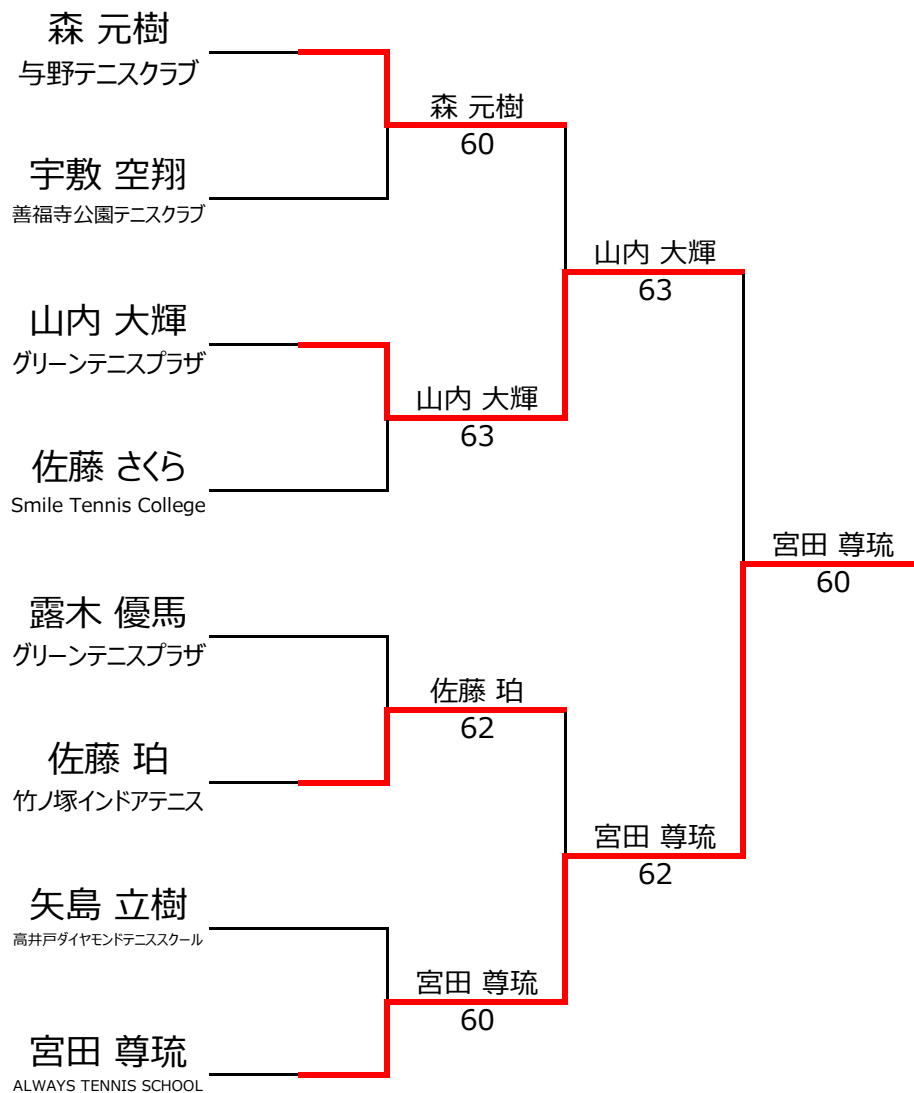 森 元樹
与野テニスクラブ
宇敷 空翔
善福寺公園テニスクラブ
山内 大輝
グリーンテニスプラザ
佐藤 さくら
Smile Tennis College
露木 優馬
グリーンテニスプラザ
佐藤 珀
竹ノ塚インドアテニス
矢島 立樹
高井戸ダイヤモンドテニススクール
宮田 尊琉
ALWAYS TENNIS SCHOOL
森 元樹
60
山内 大輝
63
佐藤 珀
62
宮田 尊琉
60
山内 大輝
63
宮田 尊琉
62
宮田 尊琉
60